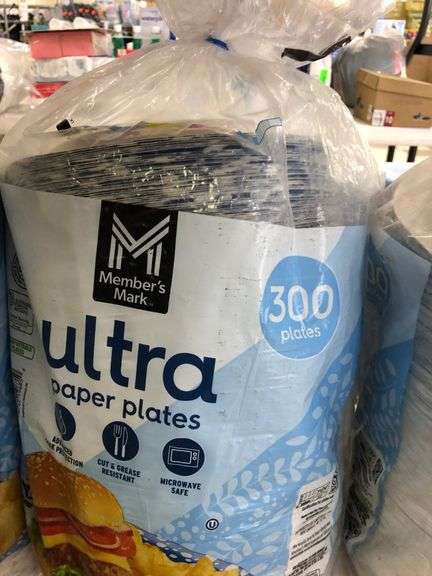 Member's
Mark
300
plates
ultra
paper plates
CUT & GREASE
RESISTANT
MICROWAVE
SAFE
U